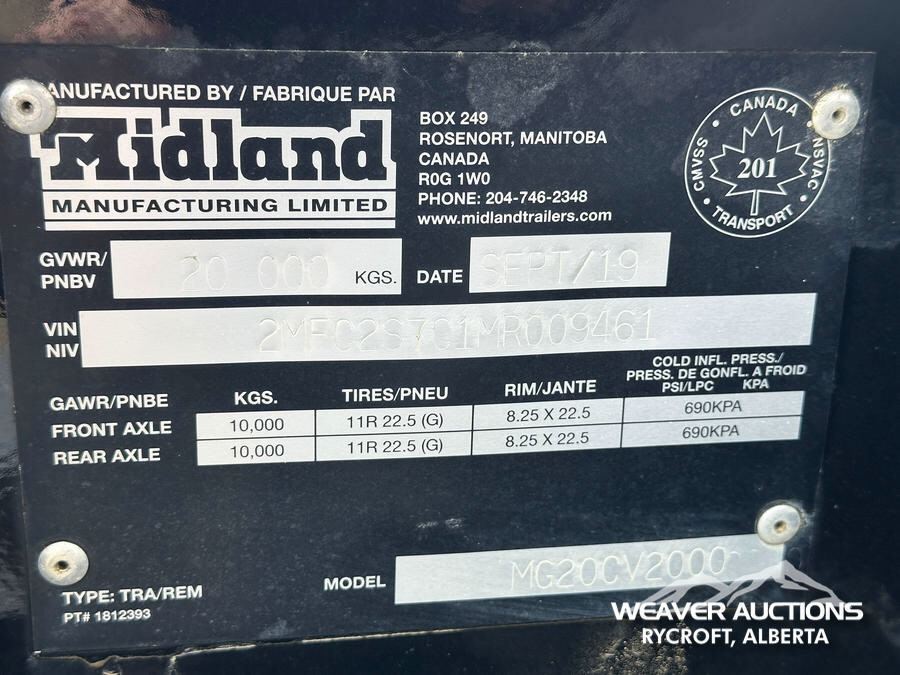 MANUFACTURED BY / FABRIQUE PAR
Midland
MANUFACTURING LIMITED
BOX 249
ROSENORT, MANITOBA
CANADA
R0G 1W0
PHONE: 204-746-2348
www.midlandtrailers.com
CANADA
CMVSS • NSVAC
201
TRANSPORT
GVWR/PNBV 20 000 KGS. DATE SEPT/19
VIN NIV 2MFC2S7C1MR009461
GAWR/PNBE KGS. TIRES/PNEU RIM/JANTE COLD INFL. PRESS./
PRESS. DE GONFL. A FROID
PSI/LPC KPA
FRONT AXLE 10,000 11R 22.5 (G) 8.25 X 22.5 690KPA
REAR AXLE 10,000 11R 22.5 (G) 8.25 X 22.5 690KPA
TYPE: TRA/REM MODEL MG20CV2000
PT# 1812393
WEAVER AUCTIONS
RYCROFT, ALBERTA